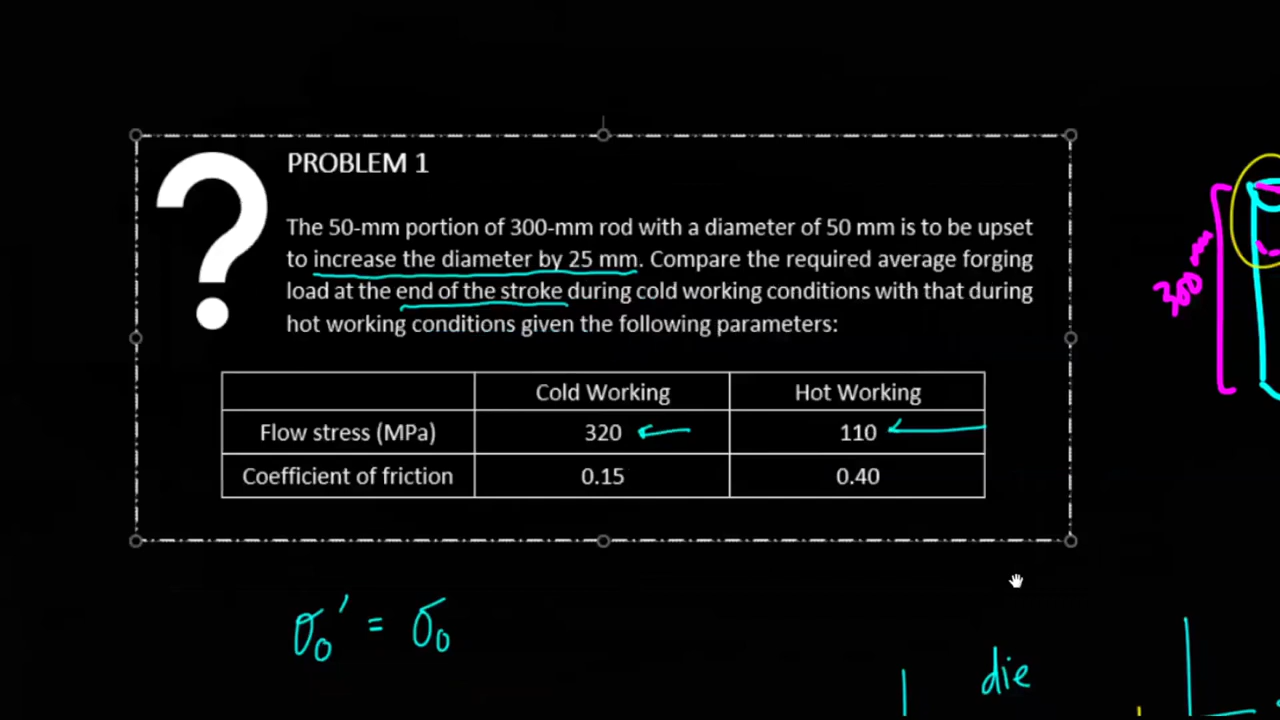 PROBLEM 1
The 50-mm portion of 300-mm rod with a diameter of 50 mm is to be upset
to increase the diameter by 25 mm. Compare the required average forging
load at the end of the stroke during cold working conditions with that during
hot working conditions given the following parameters:
Cold Working Hot Working
Flow stress (MPa) 320 110
Coefficient of friction 0.15 0.40
300 mm
σ₀' = σ₀
die